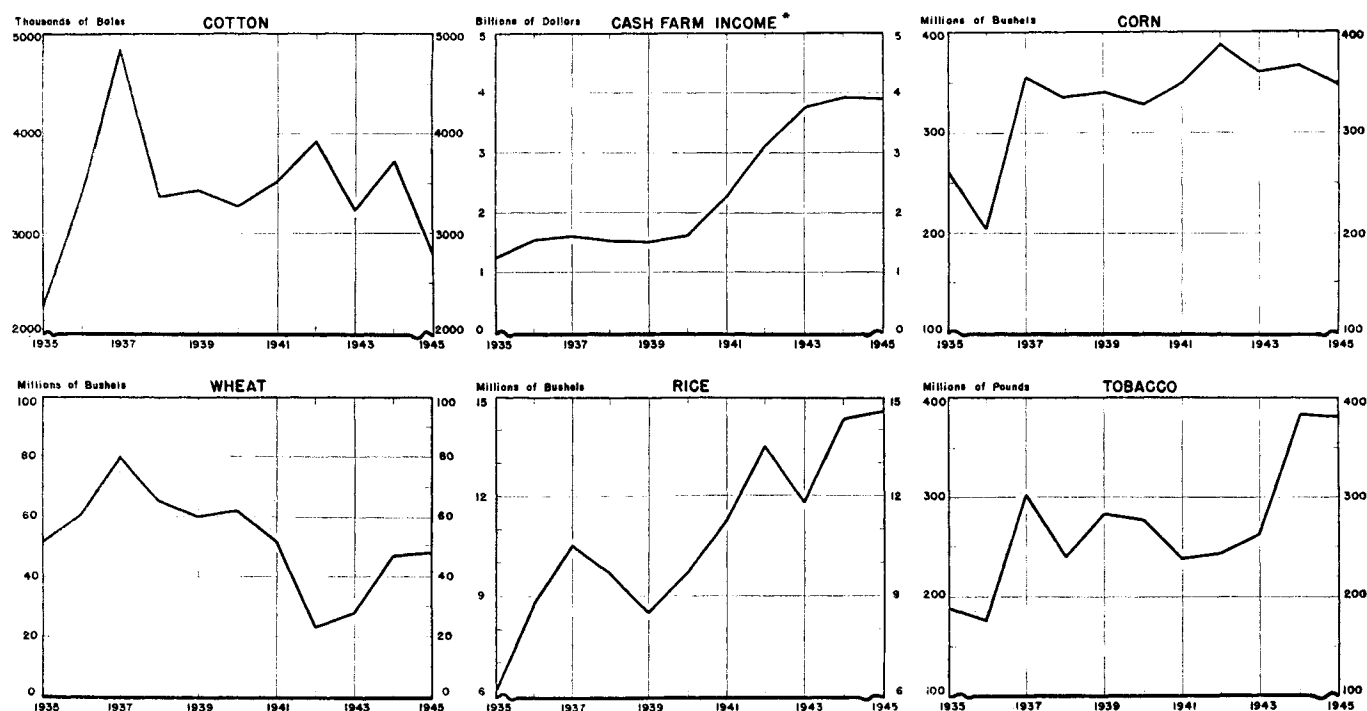 Thousands of Bales COTTON
5000 5000
4000 4000
3000 3000
2000 2000
1935 1937 1939 1941 1943 1945
Billions of Dollars CASH FARM INCOME *
5 5
4 4
3 3
2 2
1 1
0 0
1935 1937 1939 1941 1943 1945
Millions of Bushels CORN
400 400
300 300
200 200
100 100
1935 1937 1939 1941 1943 1945
Millions of Bushels WHEAT
100 100
80 80
60 60
40 40
20 20
0 0
1935 1937 1939 1941 1943 1945
Millions of Bushels RICE
15 15
12 12
9 9
6 6
1935 1937 1939 1941 1943 1945
Millions of Pounds TOBACCO
400 400
300 300
200 200
100 100
1935 1937 1939 1941 1943 1945